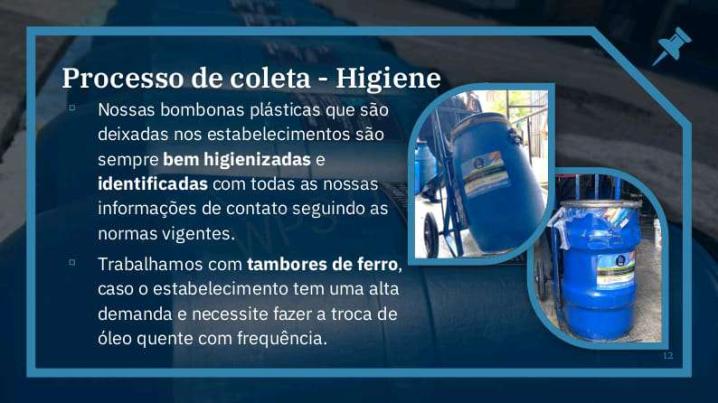 Processo de coleta - Higiene
Nossas bombonas plásticas que são
deixadas nos estabelecimentos são
sempre bem higienizadas e
identificadas com todas as nossas
informações de contato seguindo as
normas vigentes.
Trabalhamos com tambores de ferro,
caso o estabelecimento tem uma alta
demanda e necessite fazer a troca de
óleo quente com frequência.
12